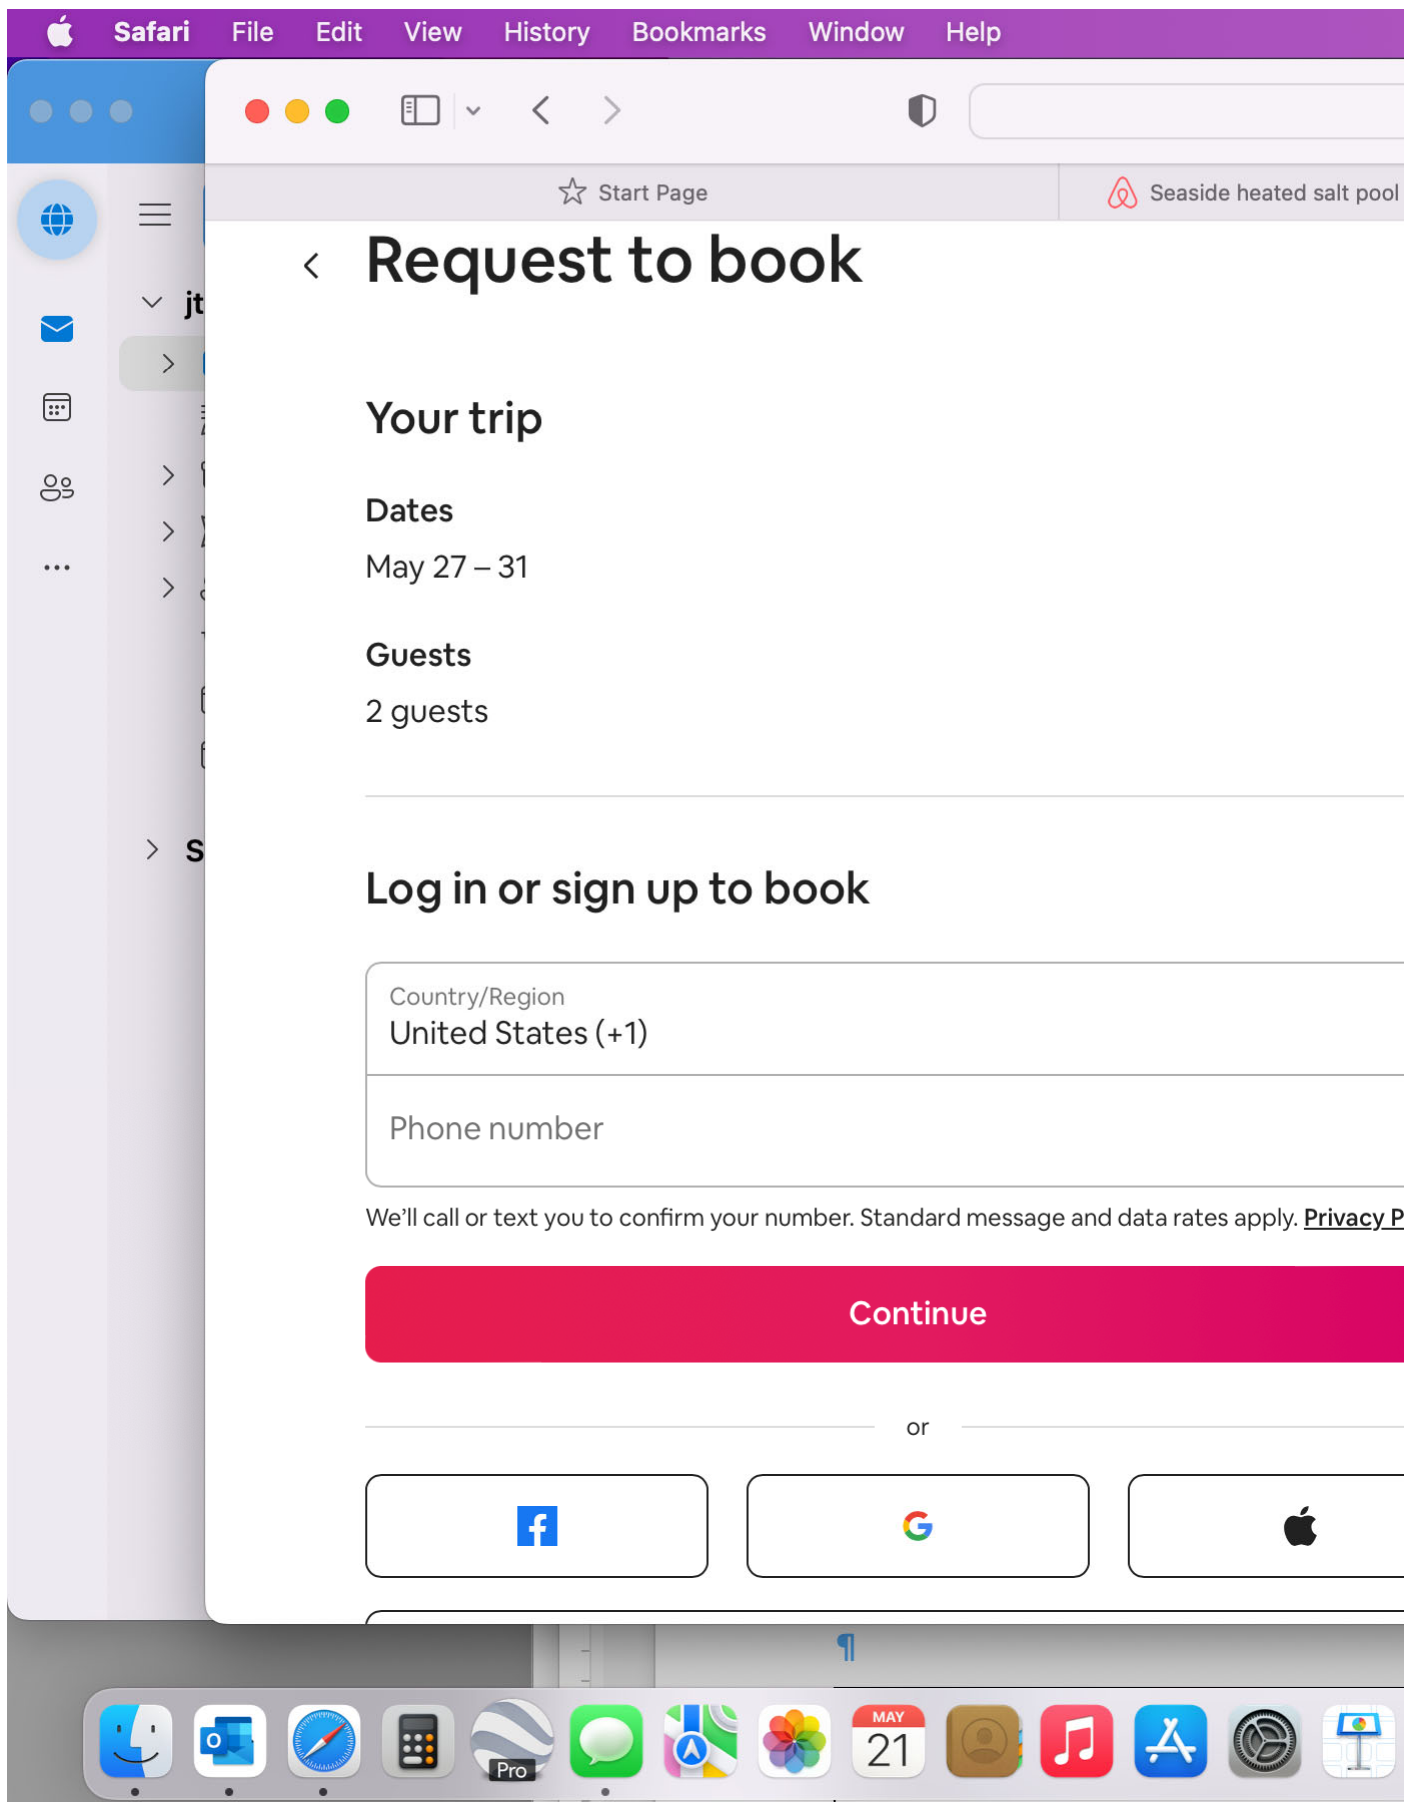 Safari File Edit View History Bookmarks Window Help
Start Page
Seaside heated salt pool
Request to book
jt
Your trip
Dates
May 27 – 31
Guests
2 guests
S
Log in or sign up to book
Country/Region
United States (+1)
Phone number
We'll call or text you to confirm your number. Standard message and data rates apply. Privacy P
Continue
or
¶
O
Pro
MAY
21